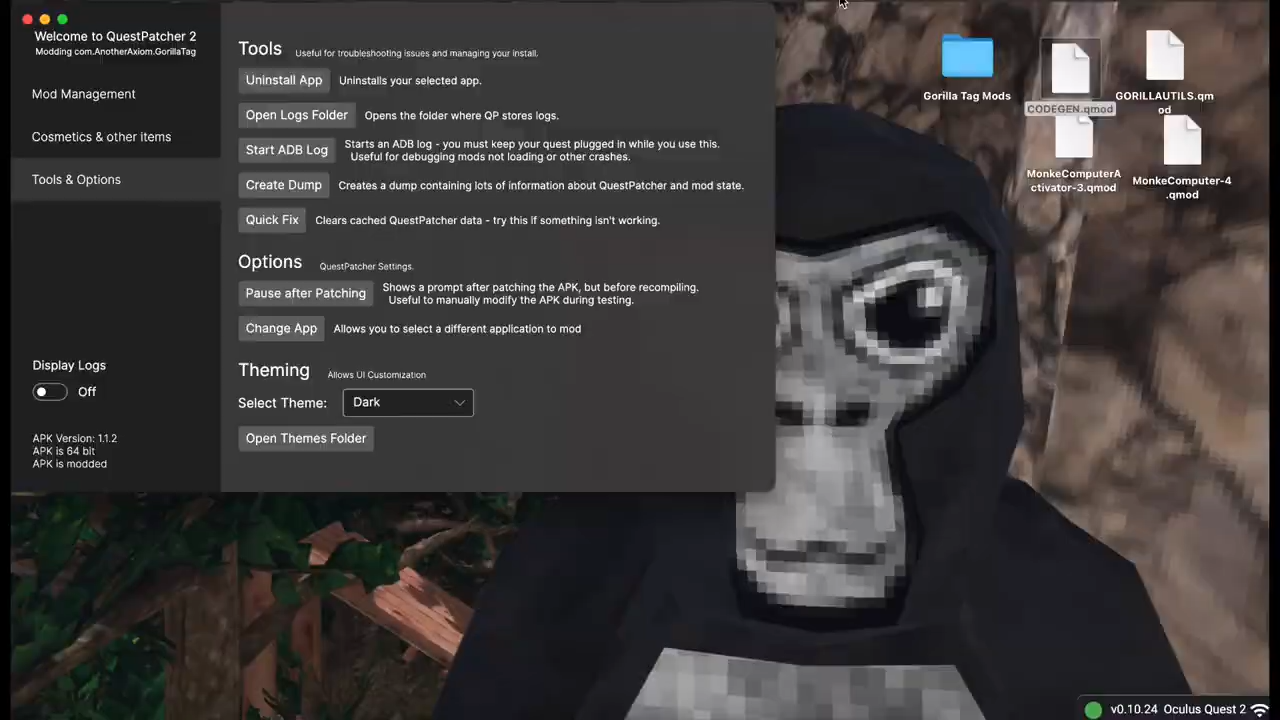 Welcome to QuestPatcher 2
Modding com.AnotherAxiom.GorillaTag
Mod Management
Cosmetics & other items
Tools & Options
Display Logs
Off
APK Version: 1.1.2
APK is 64 bit
APK is modded
Tools Useful for troubleshooting issues and managing your install.
Uninstall App Uninstalls your selected app.
Open Logs Folder Opens the folder where QP stores logs.
Start ADB Log Starts an ADB log - you must keep your quest plugged in while you use this.
Useful for debugging mods not loading or other crashes.
Create Dump Creates a dump containing lots of information about QuestPatcher and mod state.
Quick Fix Clears cached QuestPatcher data - try this if something isn't working.
Options QuestPatcher Settings.
Pause after Patching Shows a prompt after patching the APK, but before recompiling.
Useful to manually modify the APK during testing.
Change App Allows you to select a different application to mod
Theming Allows UI Customization
Select Theme: Dark
Open Themes Folder
Gorilla Tag Mods
CODEGEN.qmod
GORILLAUTILS.qm
od
MonkeComputerA
ctivator-3.qmod
MonkeComputer-4
.qmod
v0.10.24 Oculus Quest 2